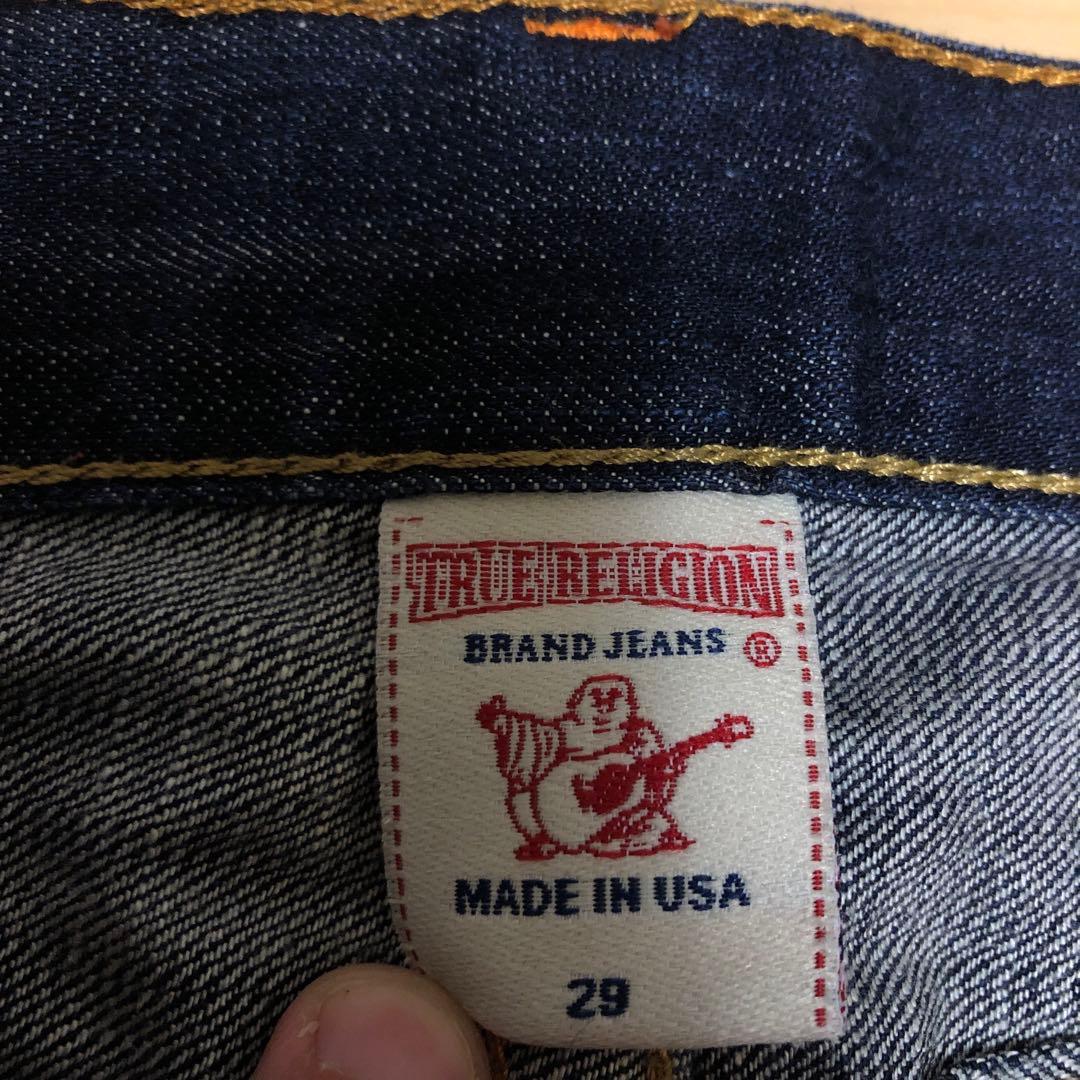 TRUE RELIGION
BRAND JEANS ®
MADE IN USA
29